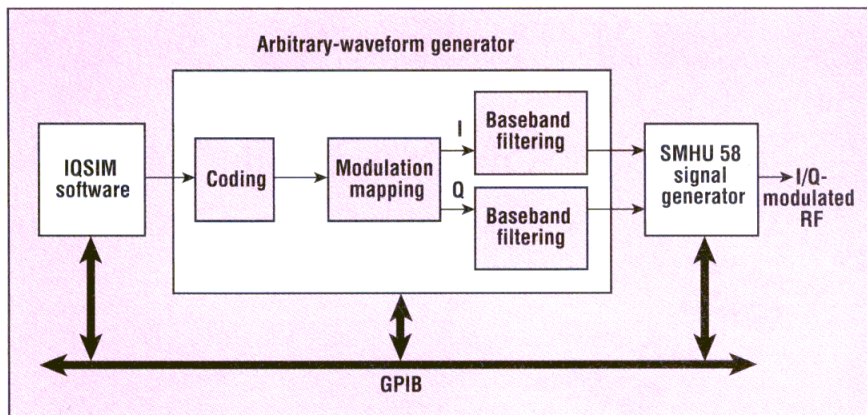 Arbitrary-waveform generator
IQSIM
software
Coding
Modulation
mapping
I
Q
Baseband
filtering
Baseband
filtering
SMHU 58
signal
generator
I/Q-
modulated
RF
GPIB